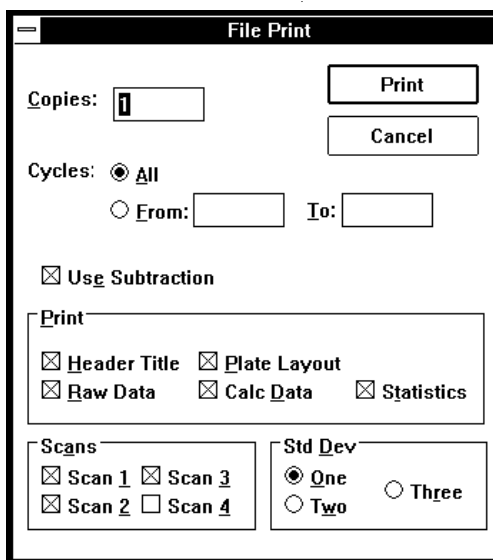 File Print
Copies: 1
Print
Cancel
Cycles: All
From: To:
Use Subtraction
Print
Header Title Plate Layout
Raw Data Calc Data Statistics
Scans
Scan 1 Scan 3
Scan 2 Scan 4
Std Dev
One
Two
Three